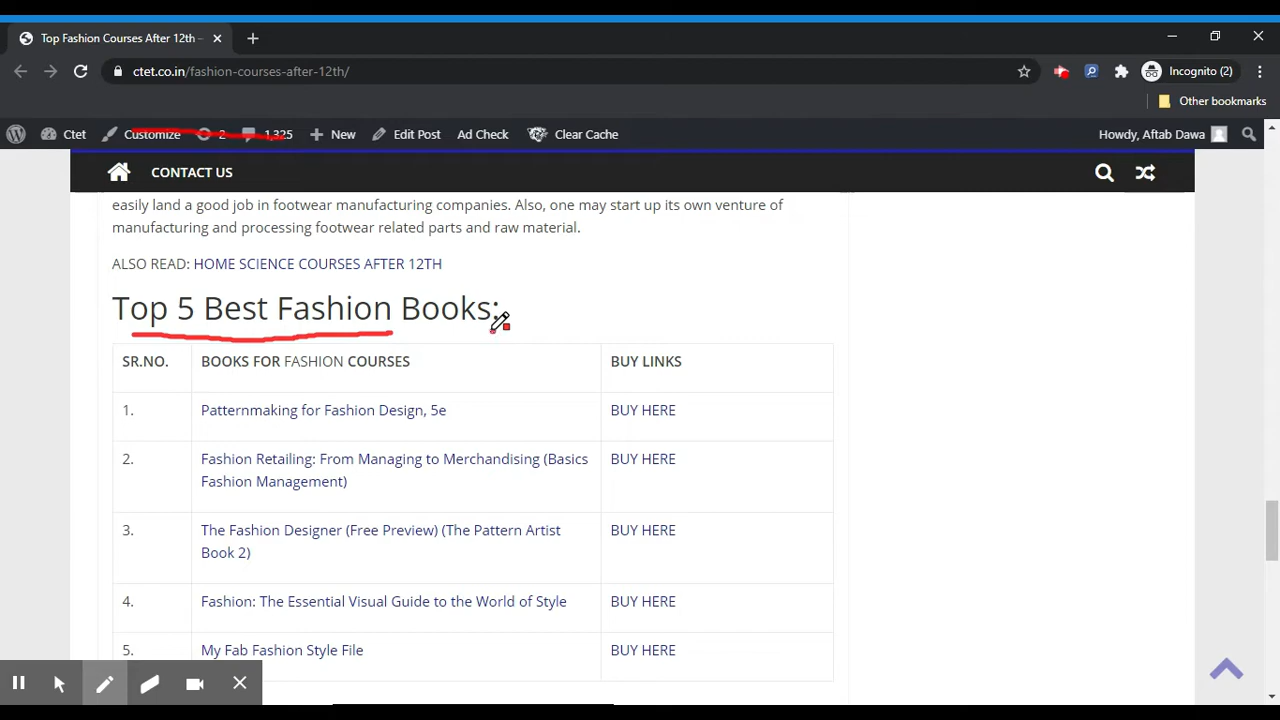 Top Fashion Courses After 12th –
ctet.co.in/fashion-courses-after-12th/
Incognito (2)
Other bookmarks
Ctet Customize 2 1,325 New Edit Post Ad Check Clear Cache Howdy, Aftab Dawa
CONTACT US
easily land a good job in footwear manufacturing companies. Also, one may start up its own venture of
manufacturing and processing footwear related parts and raw material.
ALSO READ: HOME SCIENCE COURSES AFTER 12TH
Top 5 Best Fashion Books:
SR.NO. BOOKS FOR FASHION COURSES BUY LINKS
1. Patternmaking for Fashion Design, 5e BUY HERE
2. Fashion Retailing: From Managing to Merchandising (Basics BUY HERE
Fashion Management)
3. The Fashion Designer (Free Preview) (The Pattern Artist BUY HERE
Book 2)
4. Fashion: The Essential Visual Guide to the World of Style BUY HERE
5. My Fab Fashion Style File BUY HERE